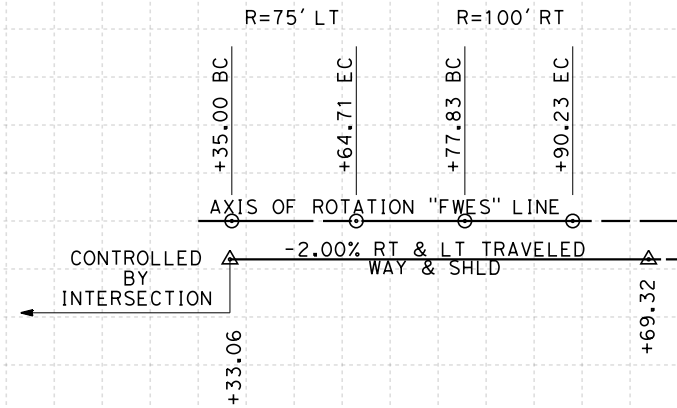 R=75' LT
R=100' RT
+35.00 BC
+64.71 EC
+77.83 BC
+90.23 EC
AXIS OF ROTATION "FWES" LINE
-2.00% RT & LT TRAVELED
WAY & SHLD
CONTROLLED
BY
INTERSECTION
+33.06
+69.32